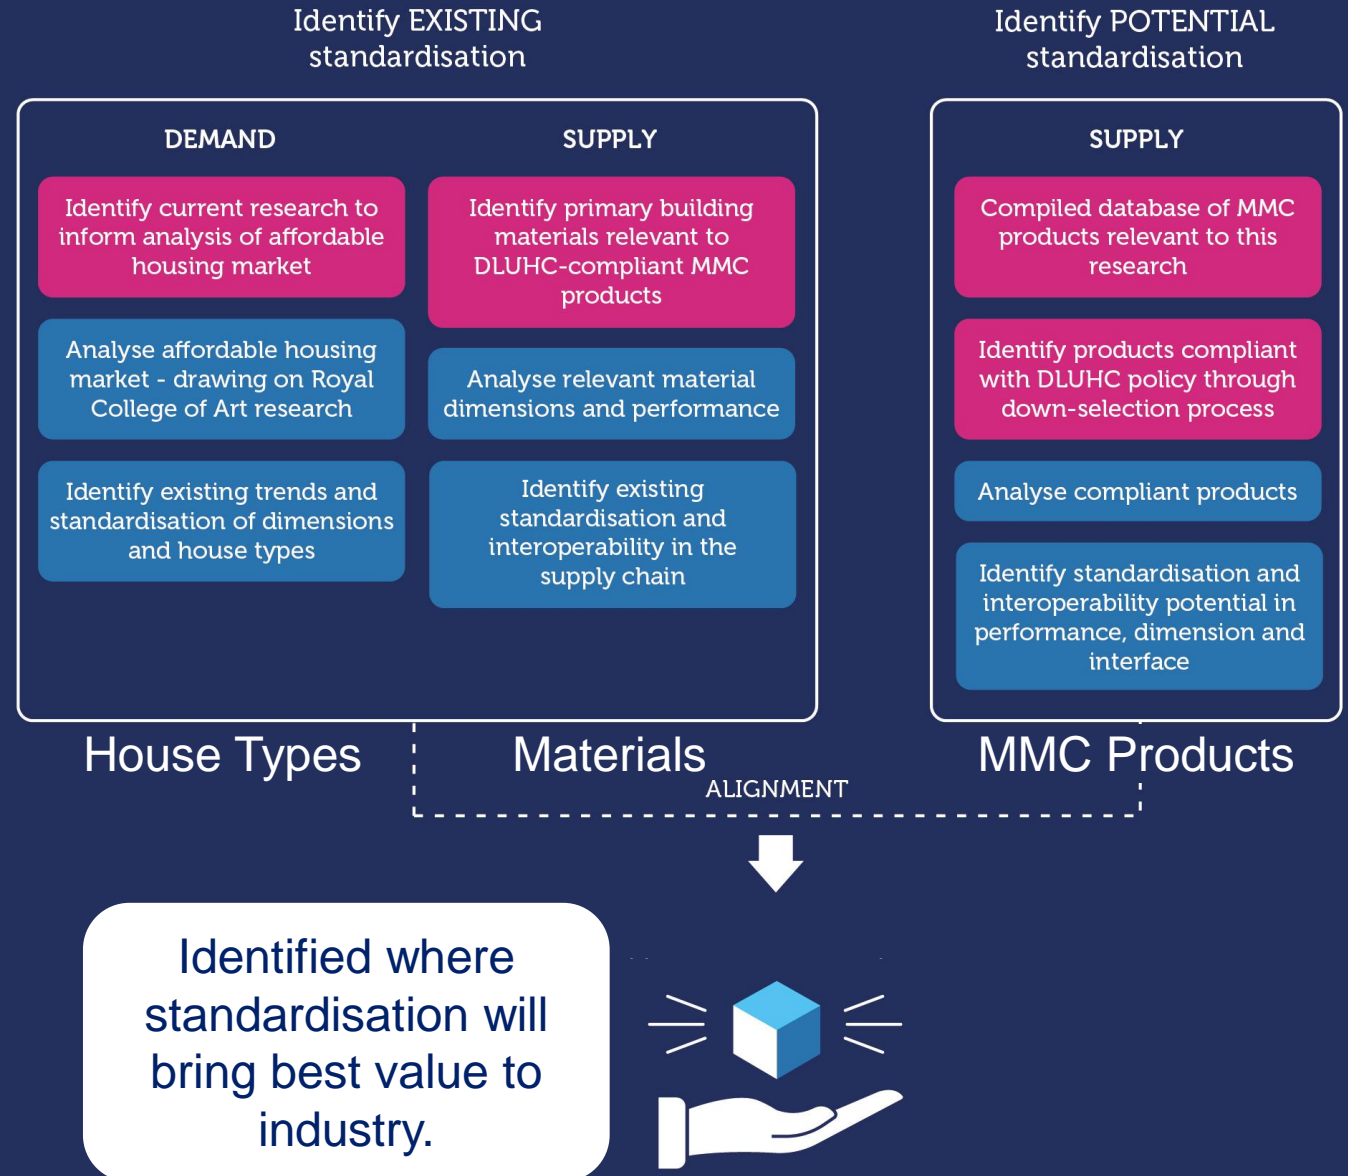 Identify EXISTING
standardisation
DEMAND
Identify current research to
inform analysis of affordable
housing market
Analyse affordable housing
market - drawing on Royal
College of Art research
Identify existing trends and
standardisation of dimensions
and house types
SUPPLY
Identify primary building
materials relevant to
DLUHC-compliant MMC
products
Analyse relevant material
dimensions and performance
Identify existing
standardisation and
interoperability in the
supply chain
Identify POTENTIAL
standardisation
SUPPLY
Compiled database of MMC
products relevant to this
research
Identify products compliant
with DLUHC policy through
down-selection process
Analyse compliant products
Identify standardisation and
interoperability potential in
performance, dimension and
interface
House Types
Materials
MMC Products
ALIGNMENT
Identified where
standardisation will
bring best value to
industry.